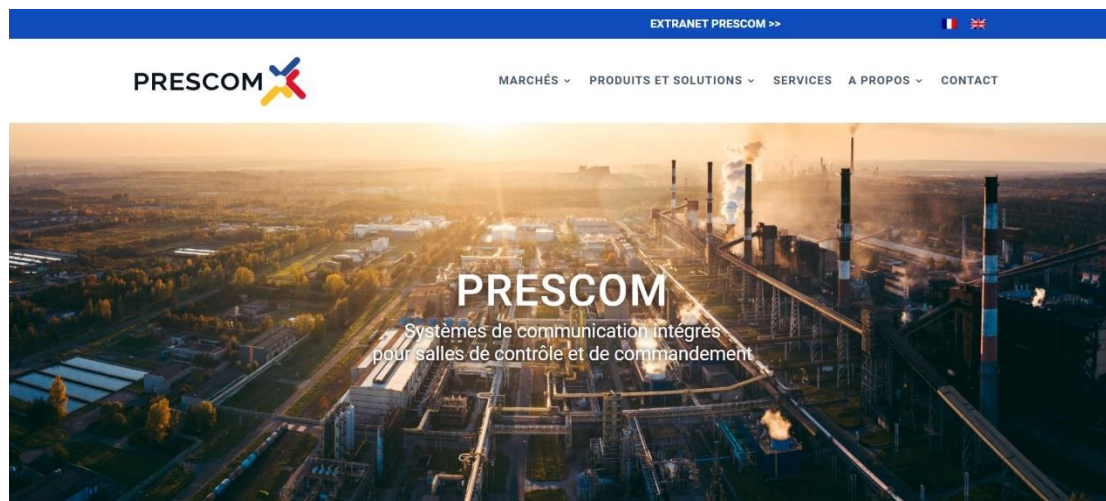 EXTRANET PRESCOM >>
PRESCOM
MARCHÉS
PRODUITS ET SOLUTIONS
SERVICES
A PROPOS
CONTACT
PRESCOM
Systèmes de communication intégrés
pour salles de contrôle et de commandement